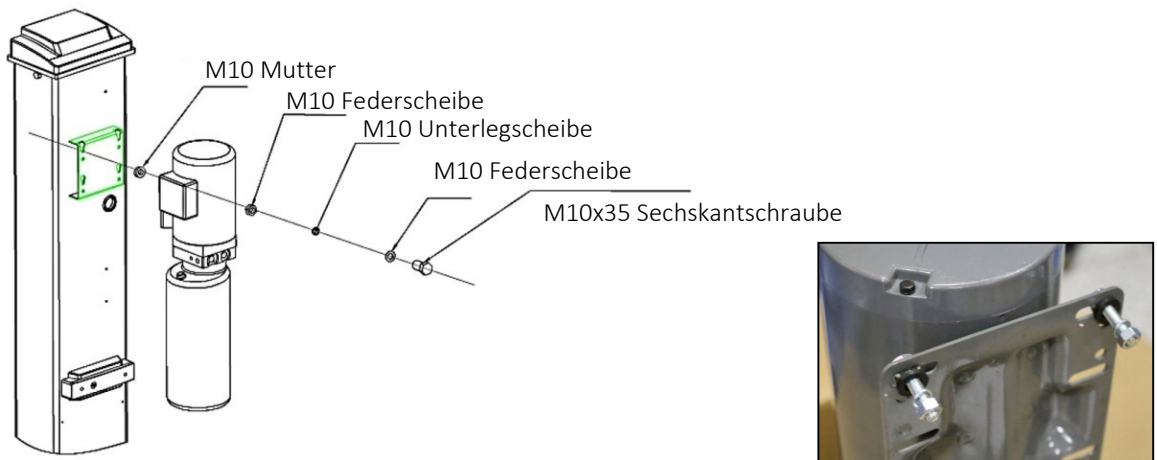 M10 Mutter
M10 Federscheibe
M10 Unterlegscheibe
M10 Federscheibe
M10x35 Sechskantschraube